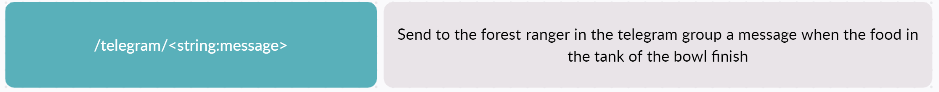 /telegram/<string:message>
Send to the forest ranger in the telegram group a message when the food in
the tank of the bowl finish